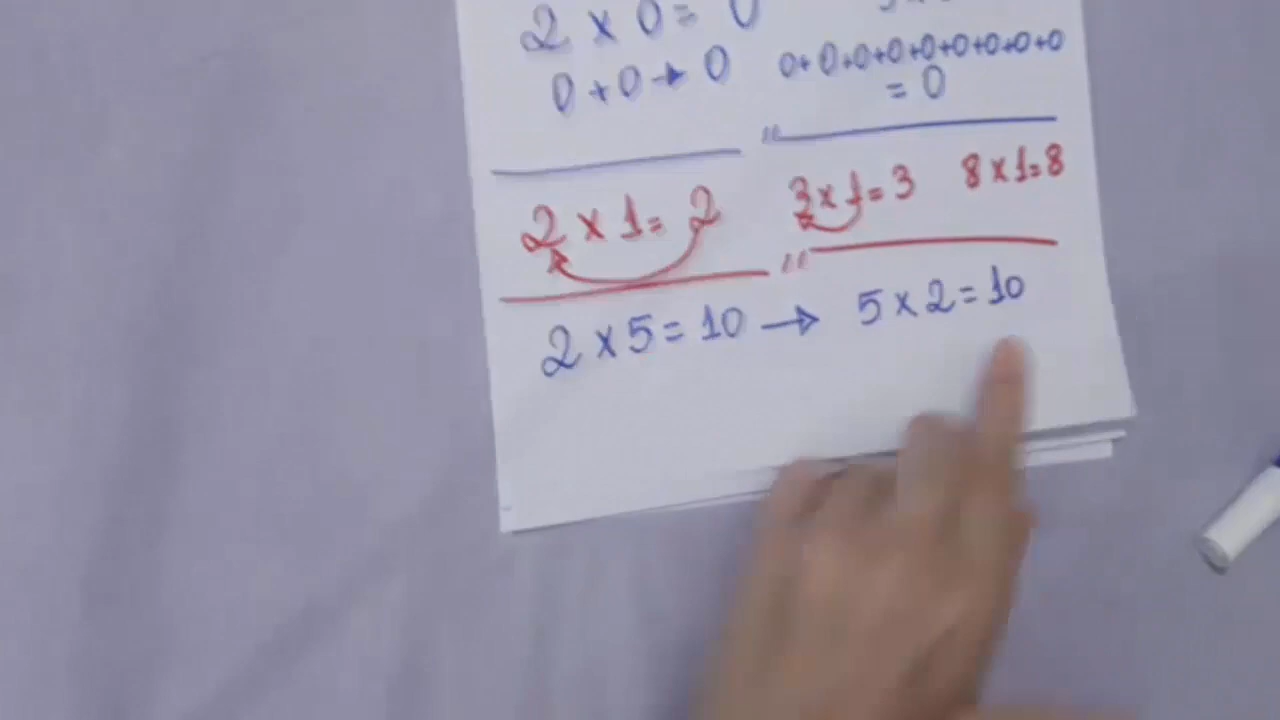 2 × 0 = 0
0 + 0 → 0
0+0+0+0+0+0+0+0+0
= 0
2 × 1 = 2
3 × 1 = 3
8 × 1 = 8
2 × 5 = 10 → 5 × 2 = 10